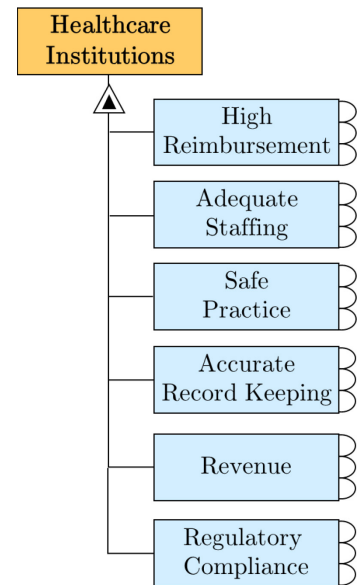 Healthcare
Institutions
High
Reimbursement
Adequate
Staffing
Safe
Practice
Accurate
Record Keeping
Revenue
Regulatory
Compliance